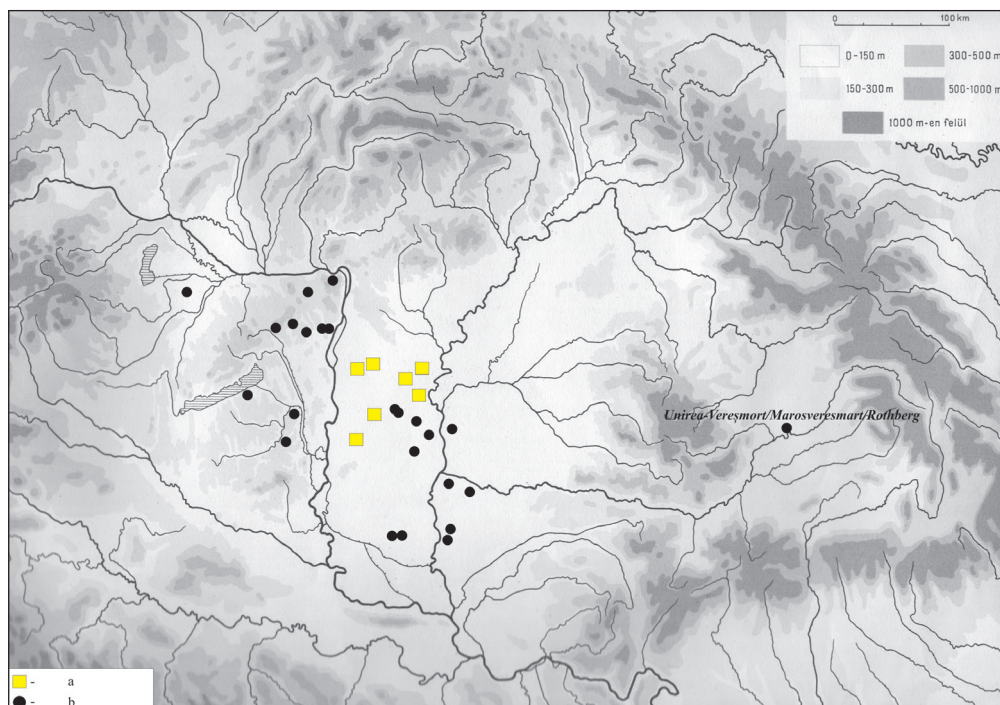 0 100 km
0-150 m 300-500 m
150-300 m 500-1000 m
1000 m-en felül
Unirea-Vereşmort/Marosveresmart/Rothberg
- a
- b